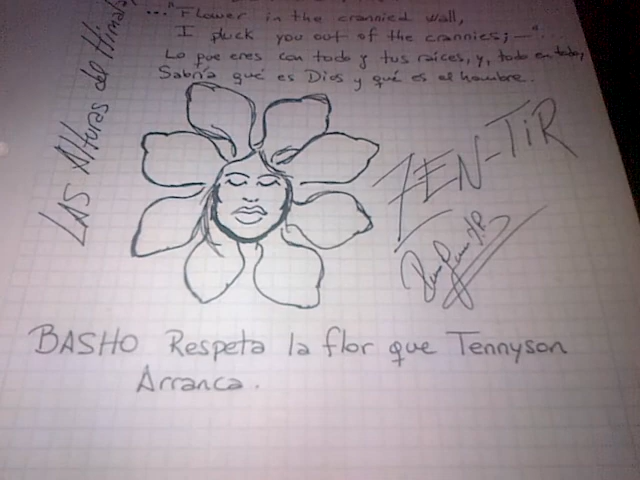 ..."Flower in the crannied wall,
I pluck you out of the crannies; —"...
Lo que eres con todo y tus raices, y, todo en todo,
Sabría qué es Dios y qué es el hombre.
LAS Alturas del
ZEN-TiR
BASHO Respeta la flor que Tennyson
Arranca.